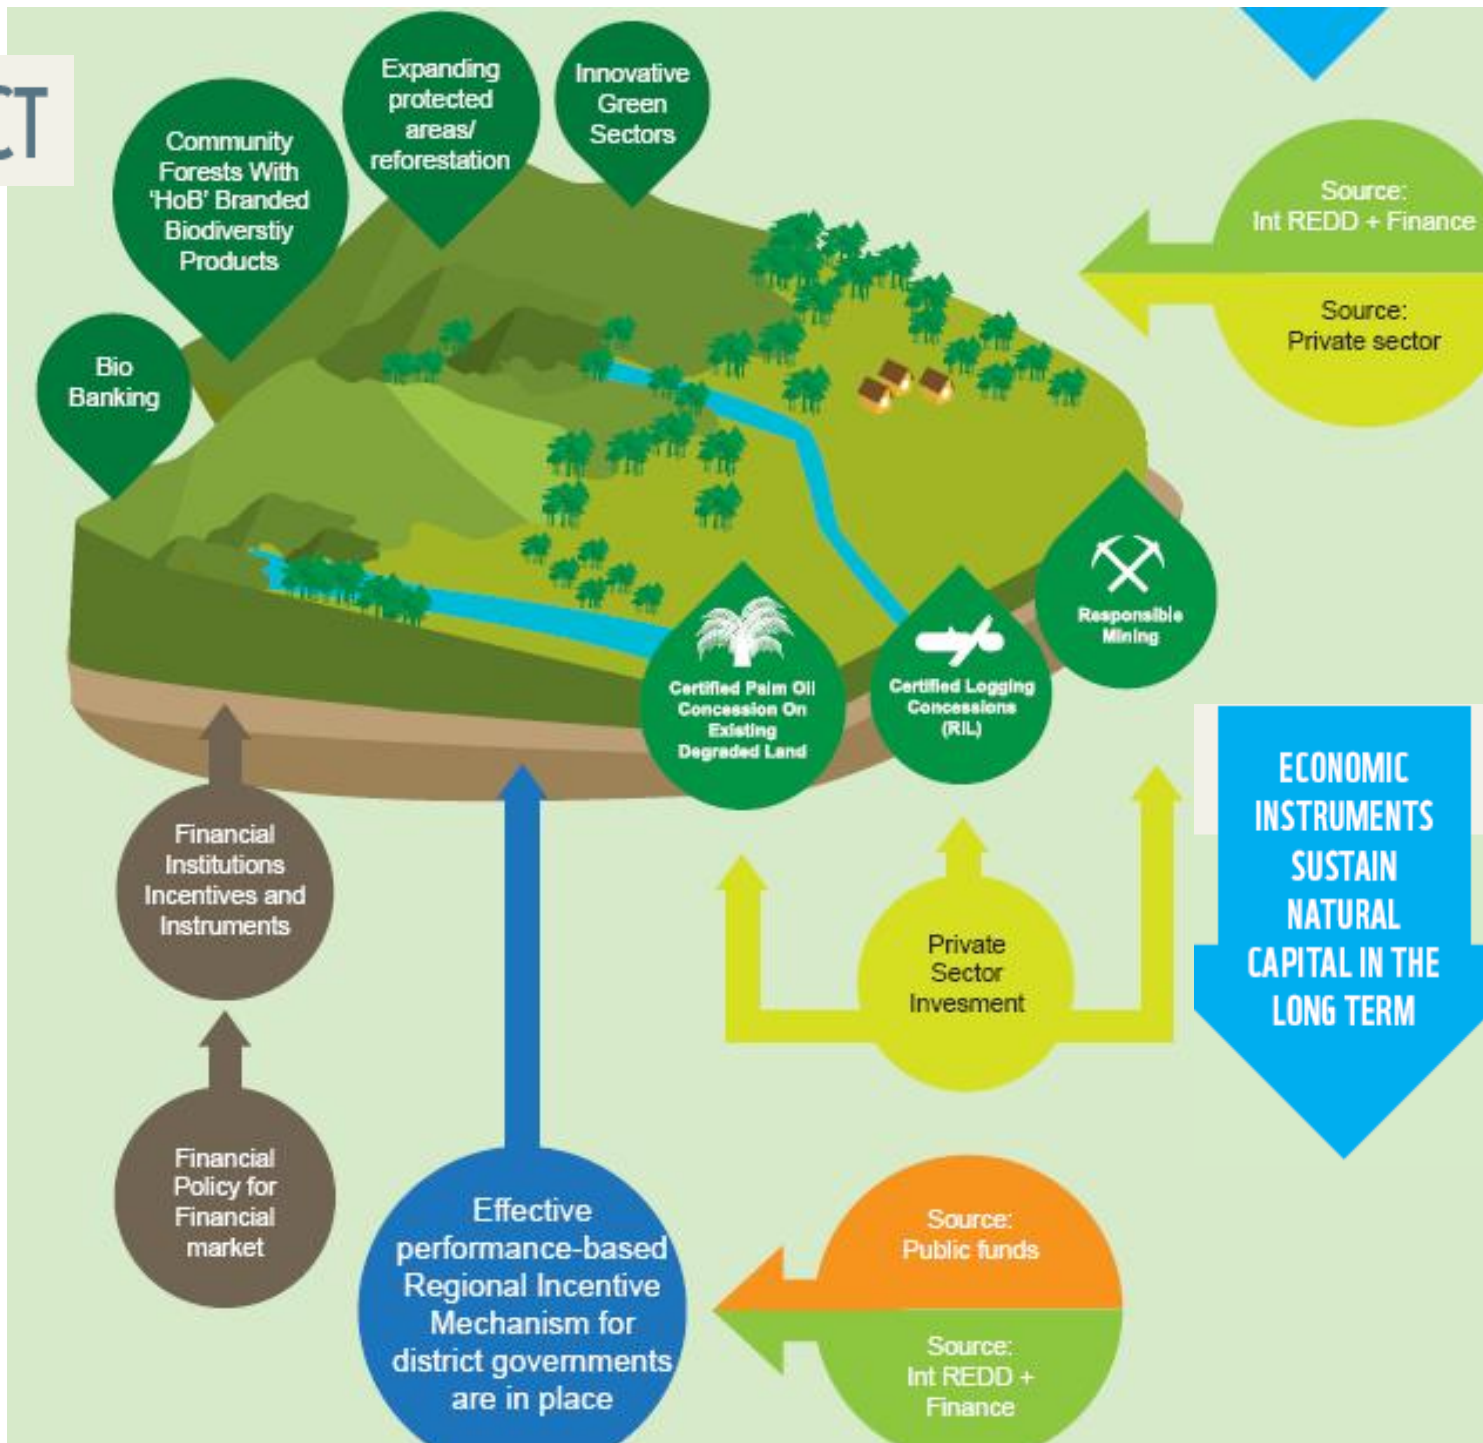 CT
Expanding
protected
areas/
reforestation
Innovative
Green
Sectors
Community
Forests With
'HoB' Branded
Biodiverstiy
Products
Bio
Banking
Source:
Int REDD + Finance
Source:
Private sector
Responsible
Mining
Certified Palm Oil
Concession On
Existing
Degraded Land
Certified Logging
Concessions
(RIL)
ECONOMIC
INSTRUMENTS
SUSTAIN
NATURAL
CAPITAL IN THE
LONG TERM
Financial
Institutions
Incentives and
Instruments
Private
Sector
Invesment
Financial
Policy for
Financial
market
Effective
performance-based
Regional Incentive
Mechanism for
district governments
are in place
Source:
Public funds
Source:
Int REDD +
Finance